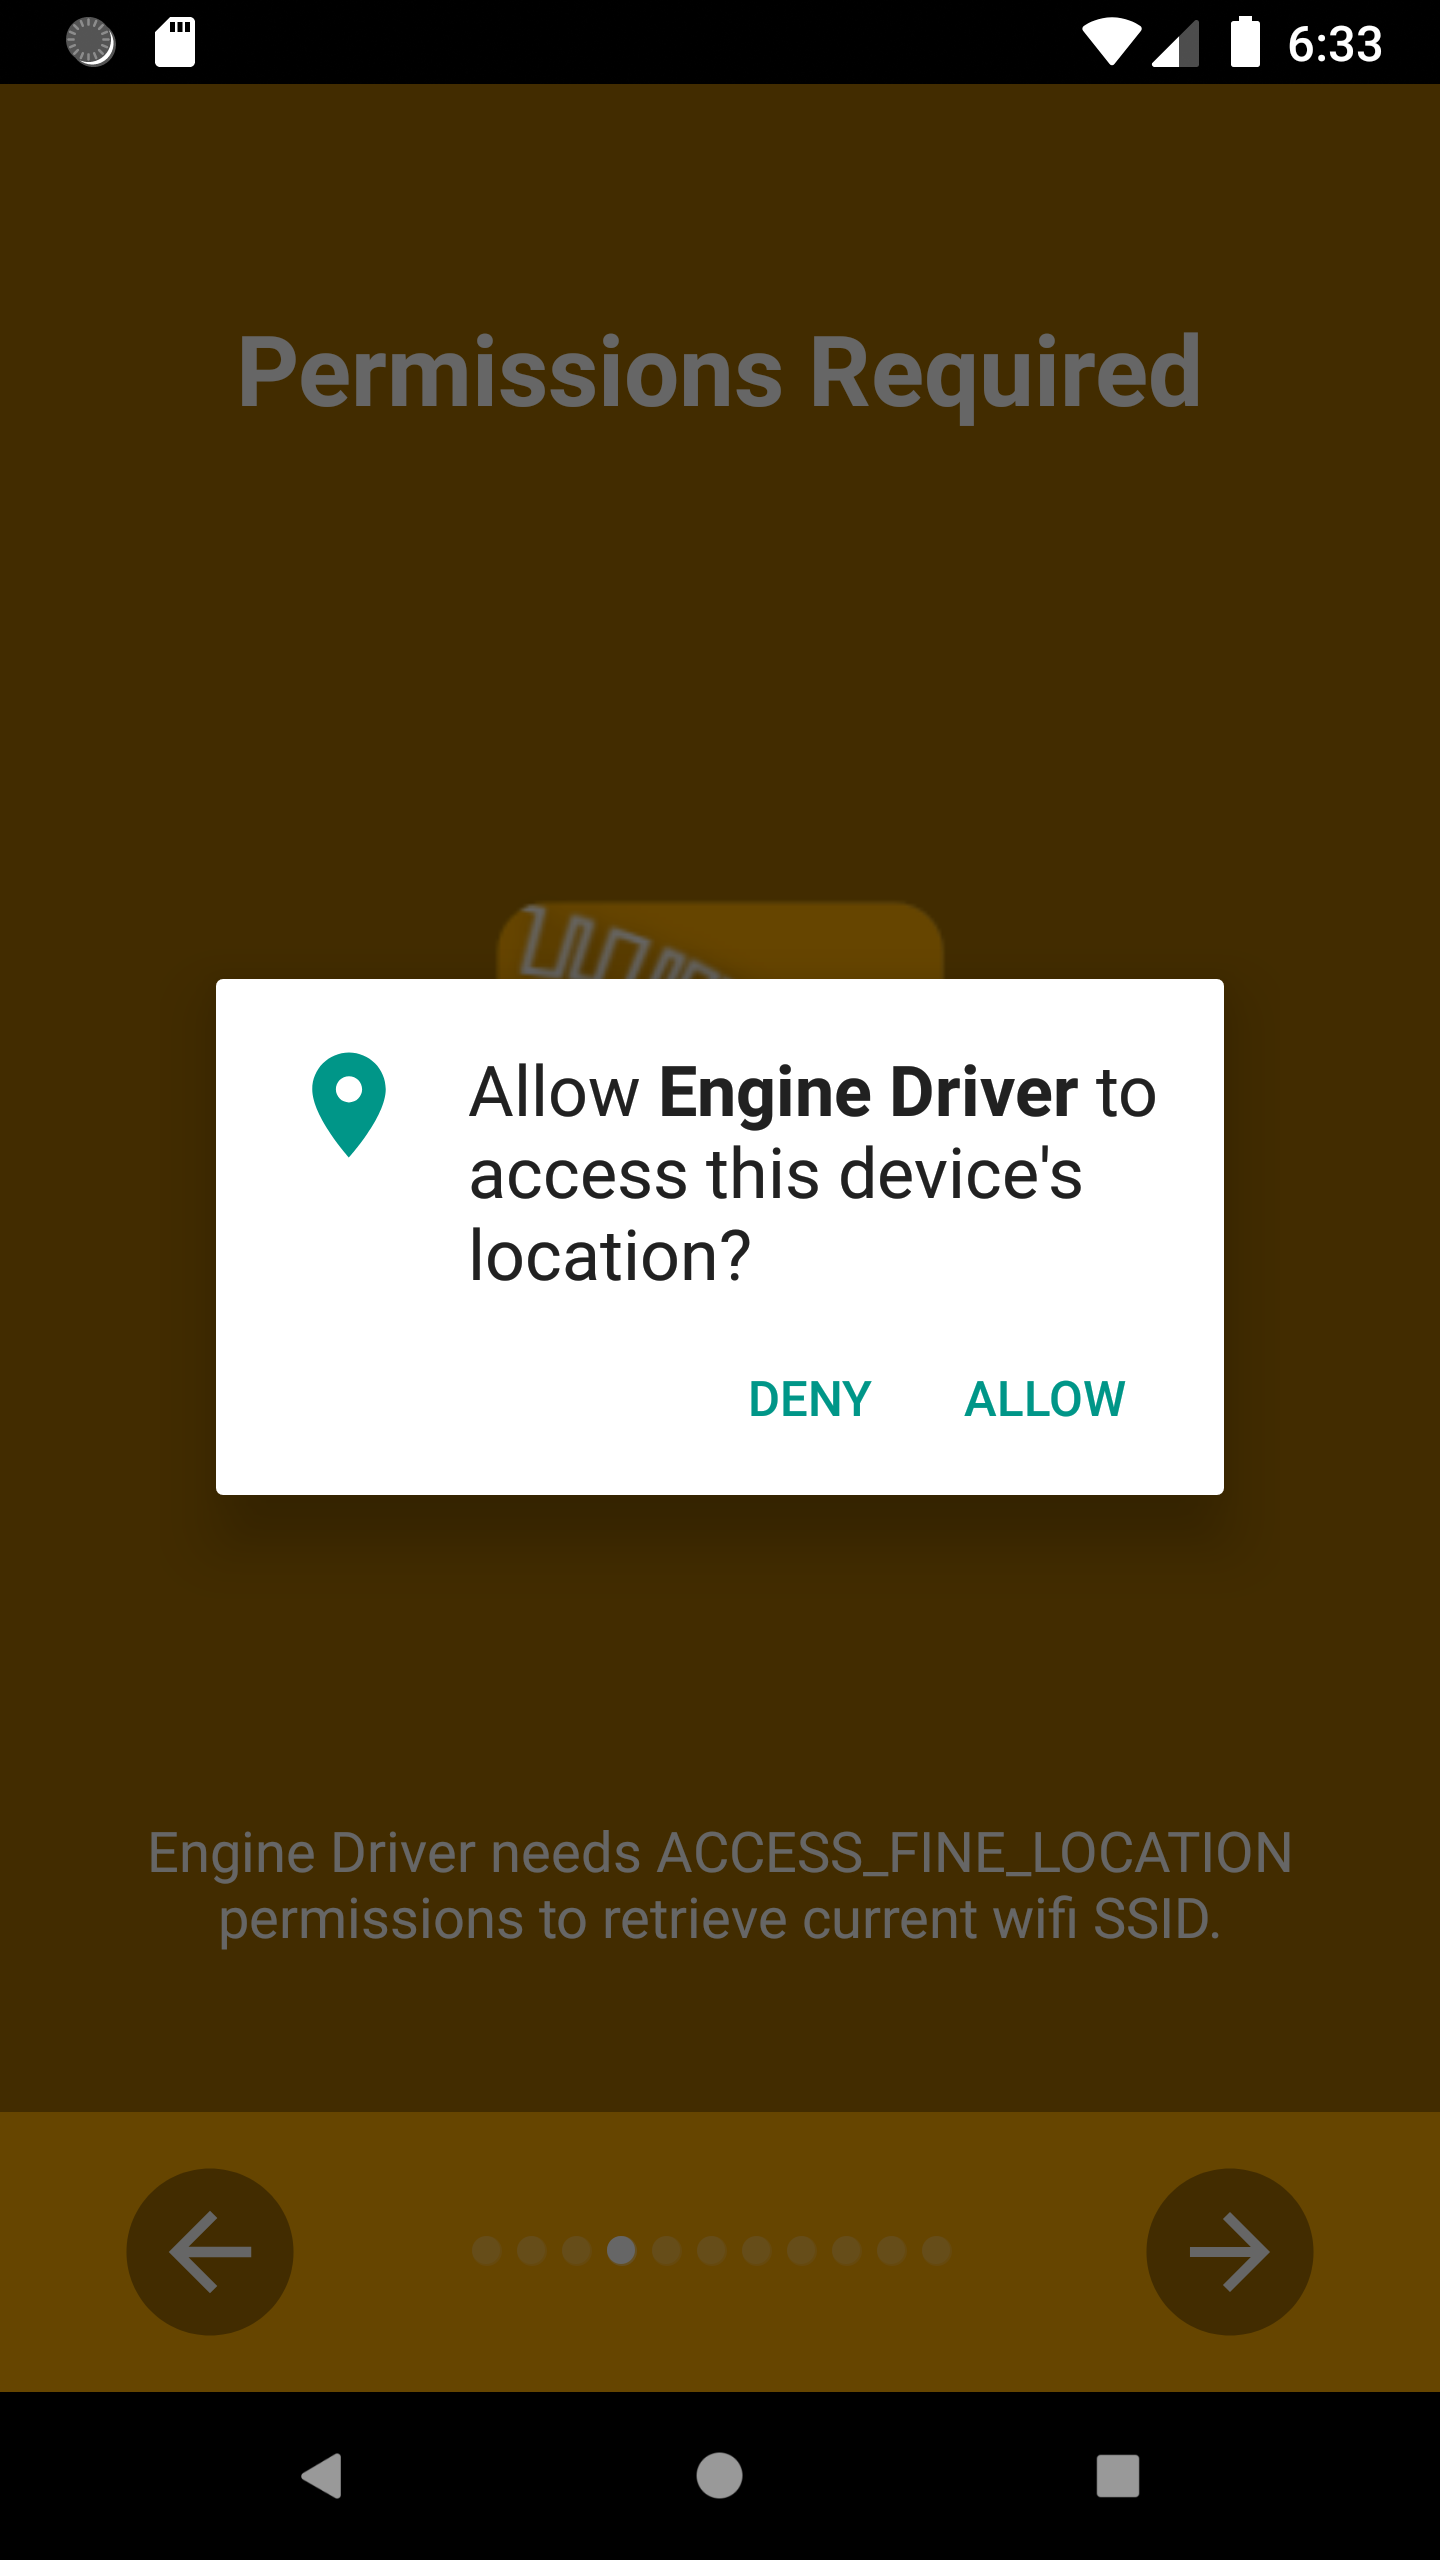 6:33
Permissions Required
Allow Engine Driver to
access this device's
location?
DENY ALLOW
Engine Driver needs ACCESS_FINE_LOCATION
permissions to retrieve current wifi SSID.